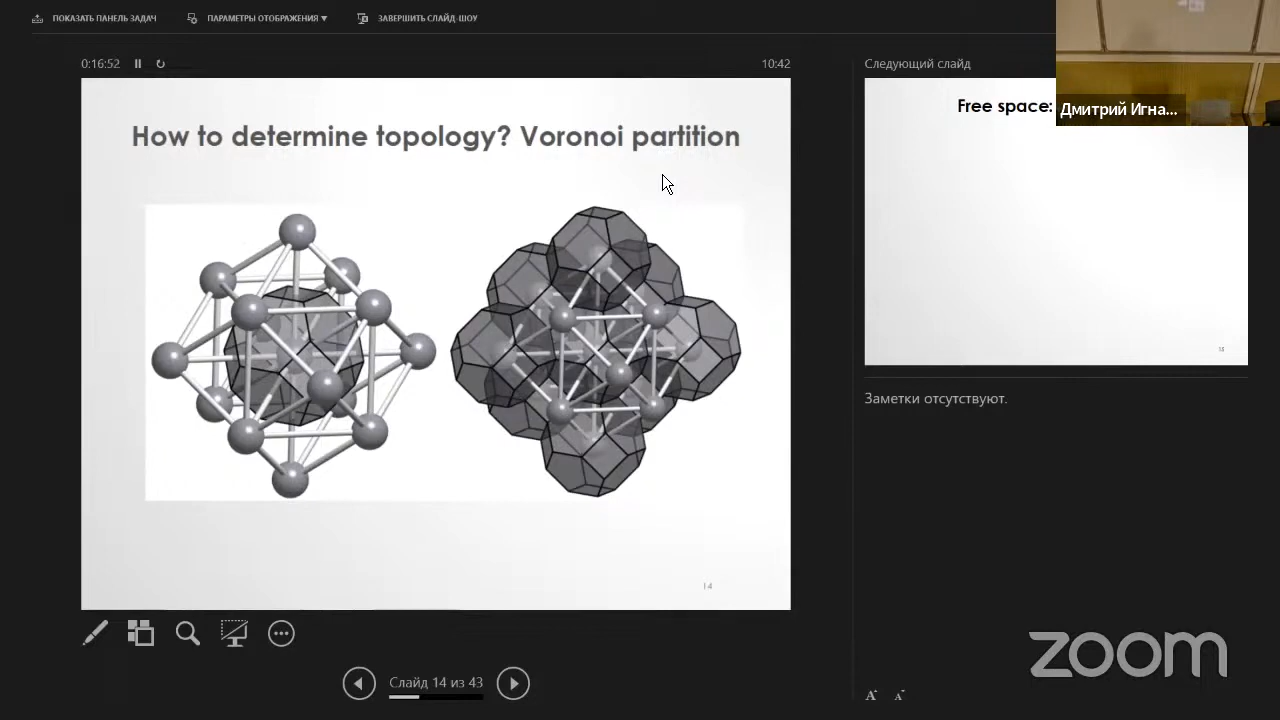 ПОКАЗАТЬ ПАНЕЛЬ ЗАДАЧ
ПАРАМЕТРЫ ОТОБРАЖЕНИЯ ▼
ЗАВЕРШИТЬ СЛАЙД-ШОУ
0:16:52
10:42
Следующий слайд
How to determine topology? Voronoi partition
14
Free space:
Дмитрий Игна...
Заметки отсутствуют.
Слайд 14 из 43
A A
zoom